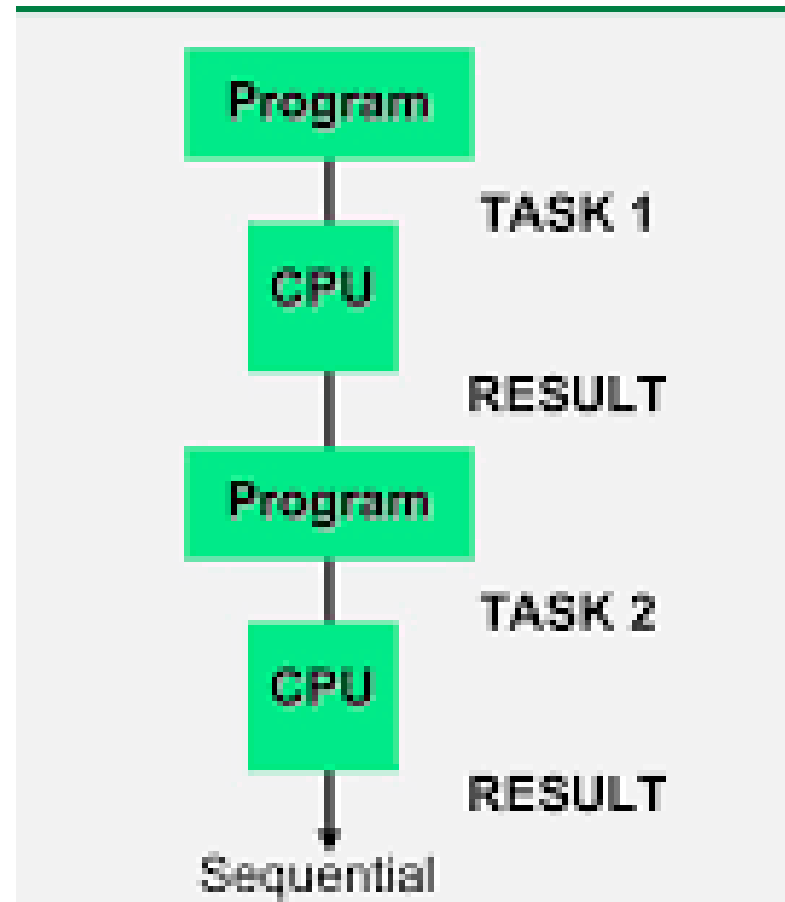 Program
TASK 1
CPU
RESULT
Program
TASK 2
CPU
RESULT
Sequential